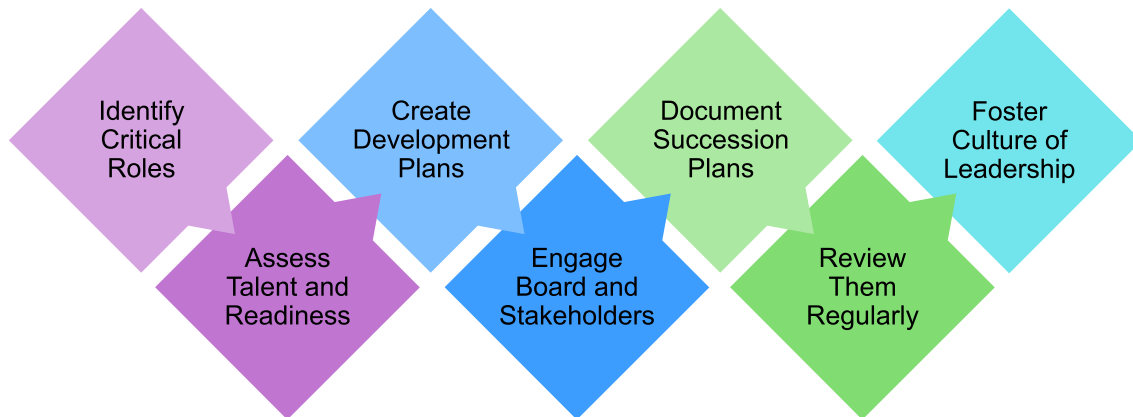 Identify
Critical
Roles
Assess
Talent and
Readiness
Create
Development
Plans
Engage
Board and
Stakeholders
Document
Succession
Plans
Review
Them
Regularly
Foster
Culture of
Leadership